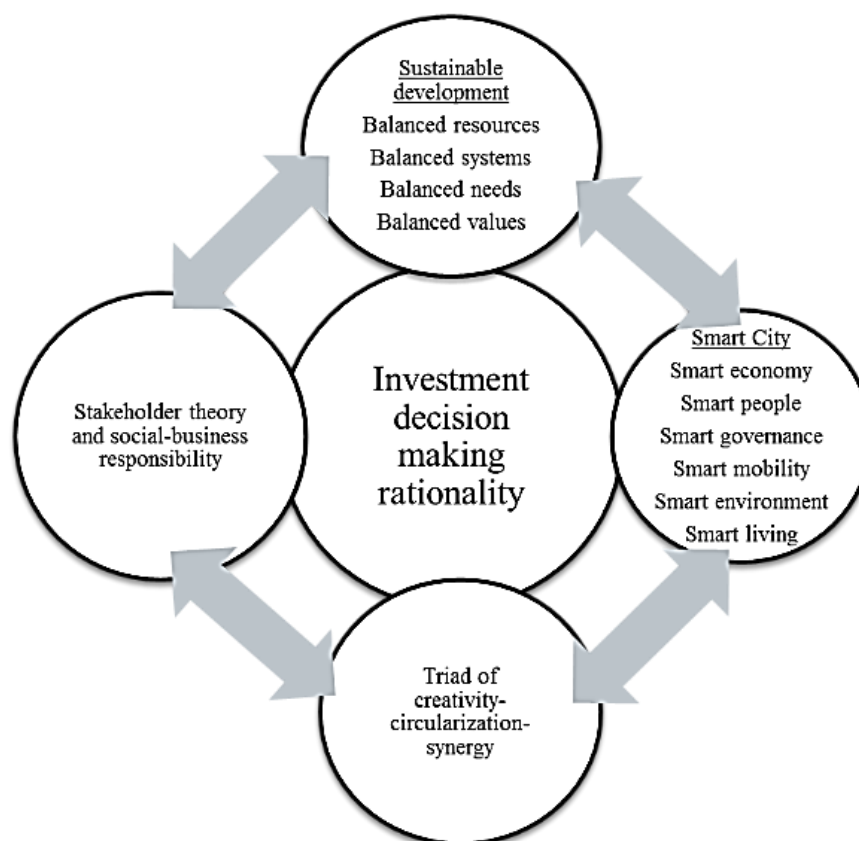 Sustainable
development
Balanced resources
Balanced systems
Balanced needs
Balanced values
Stakeholder theory
and social-business
responsibility
Investment
decision
making
rationality
Smart City
Smart economy
Smart people
Smart governance
Smart mobility
Smart environment
Smart living
Triad of
creativity-
circularization-
synergy